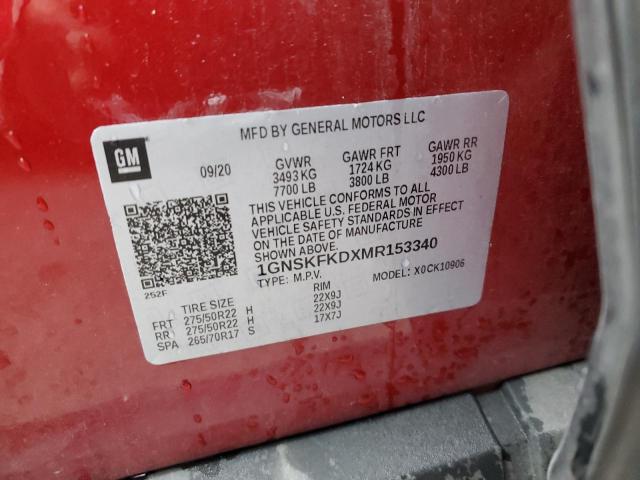 MFD BY GENERAL MOTORS LLC
GM
09/20
GVWR GAWR FRT GAWR RR
3493 KG 1724 KG 1950 KG
7700 LB 3800 LB 4300 LB
THIS VEHICLE CONFORMS TO ALL
APPLICABLE U.S. FEDERAL MOTOR
VEHICLE SAFETY STANDARDS IN EFFECT
ON THE DATE OF MANUFACTURE
SHOWN ABOVE.
1GNSKFKDXMR153340
TYPE: M.P.V. MODEL: X0CK10906
252F
TIRE SIZE RIM
FRT 275/50R22 H 22X9J
RR 275/50R22 H 22X9J
SPA 265/70R17 S 17X7J